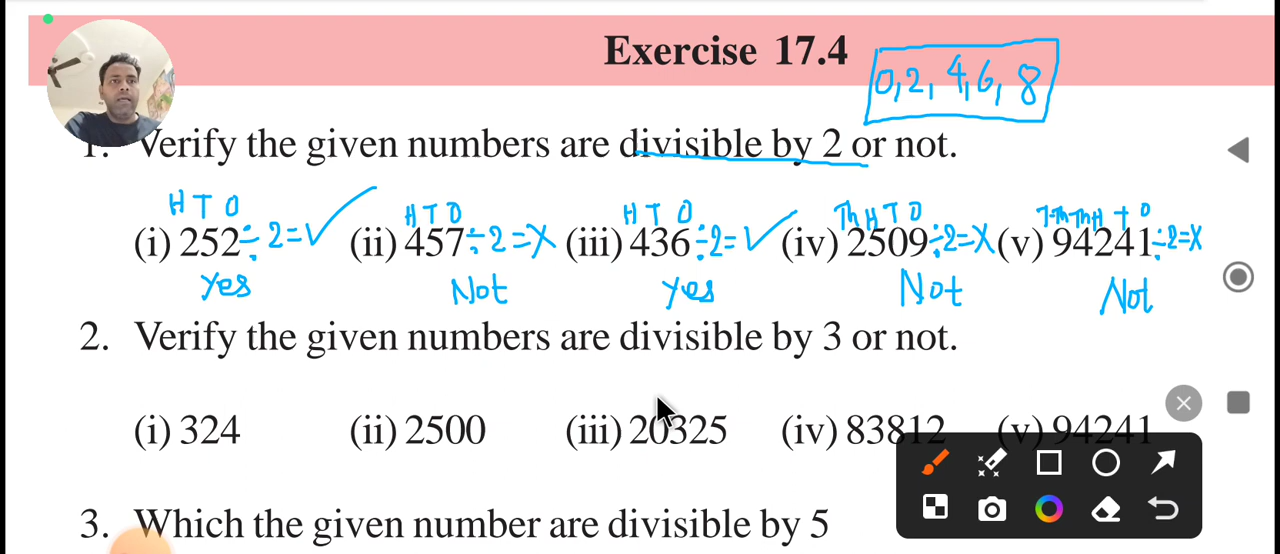 Exercise 17.4
0, 2, 4, 6, 8
1. Verify the given numbers are divisible by 2 or not.
H T O H T O H T O Th H T O T-Th Th H T O
(i) 252 ÷ 2 = ✓ (ii) 457 ÷ 2 = X (iii) 436 ÷ 2 = ✓ (iv) 2509 ÷ 2 = X (v) 94241 ÷ 2 = X
Yes Not Yes Not Not
2. Verify the given numbers are divisible by 3 or not.
(i) 324 (ii) 2500 (iii) 20325 (iv) 83812 (v) 94241
3. Which the given number are divisible by 5